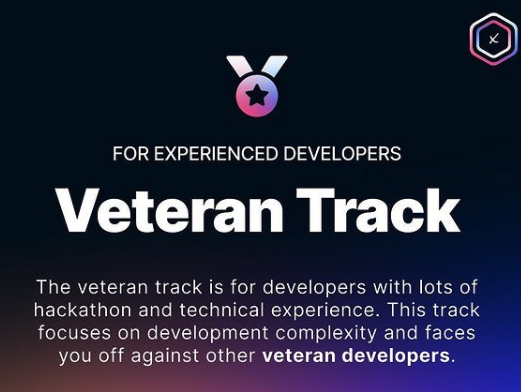 FOR EXPERIENCED DEVELOPERS
Veteran Track
The veteran track is for developers with lots of
hackathon and technical experience. This track
focuses on development complexity and faces
you off against other veteran developers.